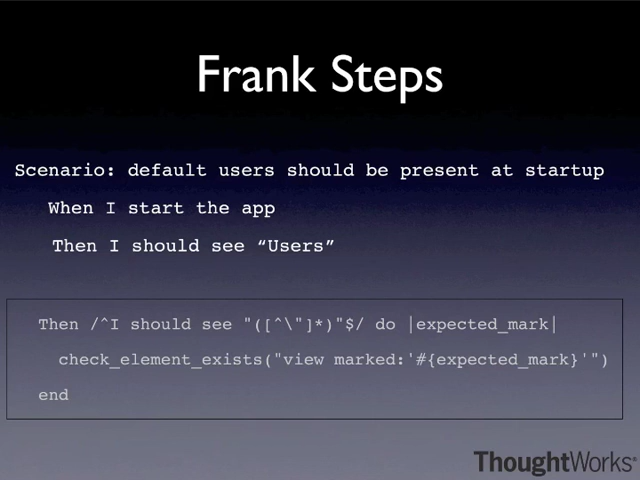 Frank Steps
Scenario: default users should be present at startup
When I start the app
Then I should see “Users”
Then /^I should see "([^\"]*)"$/ do |expected_mark|
check_element_exists("view marked:'#{expected_mark}'")
end
ThoughtWorks®